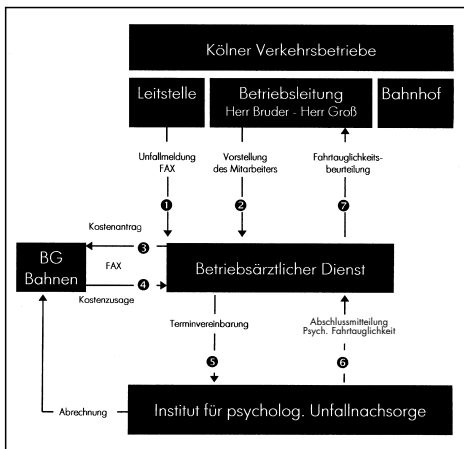 Kölner Verkehrsbetriebe
Leitstelle
Betriebsleitung
Herr Bruder - Herr Groß
Bahnhof
Unfallmeldung
FAX
Vorstellung
des Mitarbeiters
Fahrtauglichkeits-
beurteilung
1
2
7
Kostenantrag
3
BG
Bahnen
FAX
4
Kostenzusage
Betriebsärztlicher Dienst
Terminvereinbarung
Abschlussmitteilung
Psych. Fahrtauglichkeit
5
6
Abrechnung
Institut für psycholog. Unfallnachsorge